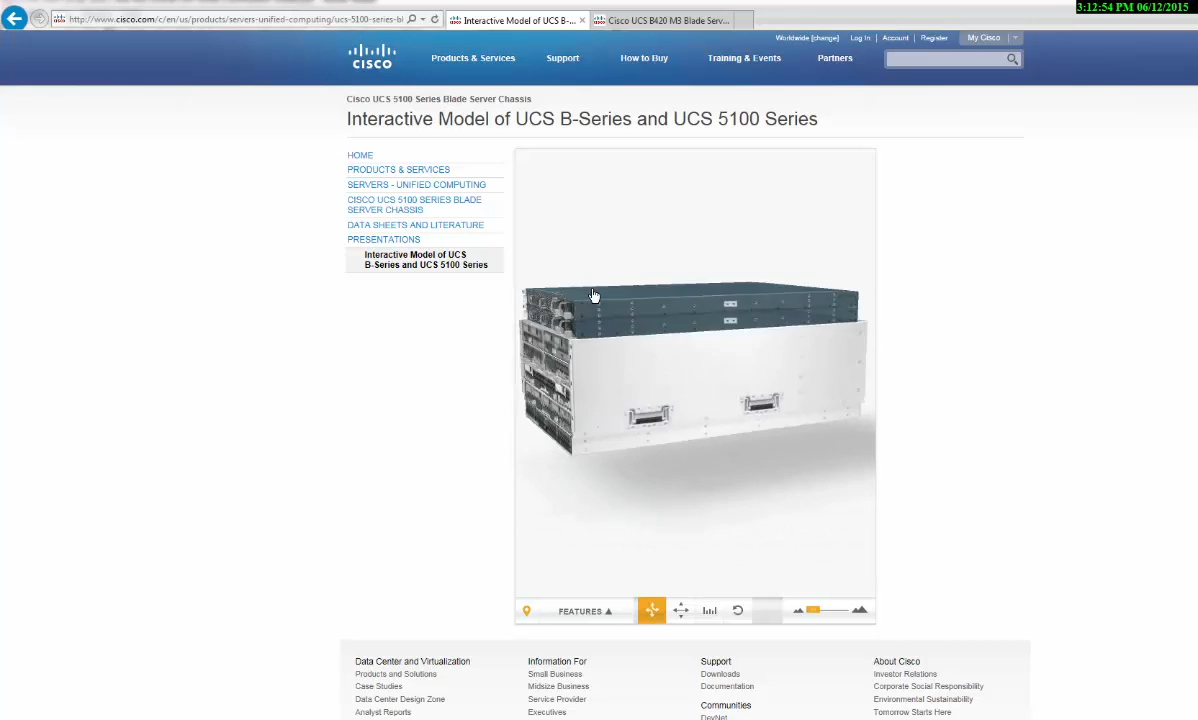 3:12:54 PM 06/12/2015
http://www.cisco.com/c/en/us/products/servers-unified-computing/ucs-5100-series-bl
Interactive Model of UCS B-...
Cisco UCS B420 M3 Blade Serv...
Worldwide [change]
Log In
Account
Register
My Cisco
CISCO
Products & Services
Support
How to Buy
Training & Events
Partners
Cisco UCS 5100 Series Blade Server Chassis
Interactive Model of UCS B-Series and UCS 5100 Series
HOME
PRODUCTS & SERVICES
SERVERS - UNIFIED COMPUTING
CISCO UCS 5100 SERIES BLADE
SERVER CHASSIS
DATA SHEETS AND LITERATURE
PRESENTATIONS
Interactive Model of UCS
B-Series and UCS 5100 Series
FEATURES
Data Center and Virtualization
Products and Solutions
Case Studies
Data Center Design Zone
Analyst Reports
Information For
Small Business
Midsize Business
Service Provider
Executives
Support
Downloads
Documentation
Communities
DevNet
About Cisco
Investor Relations
Corporate Social Responsibility
Environmental Sustainability
Tomorrow Starts Here